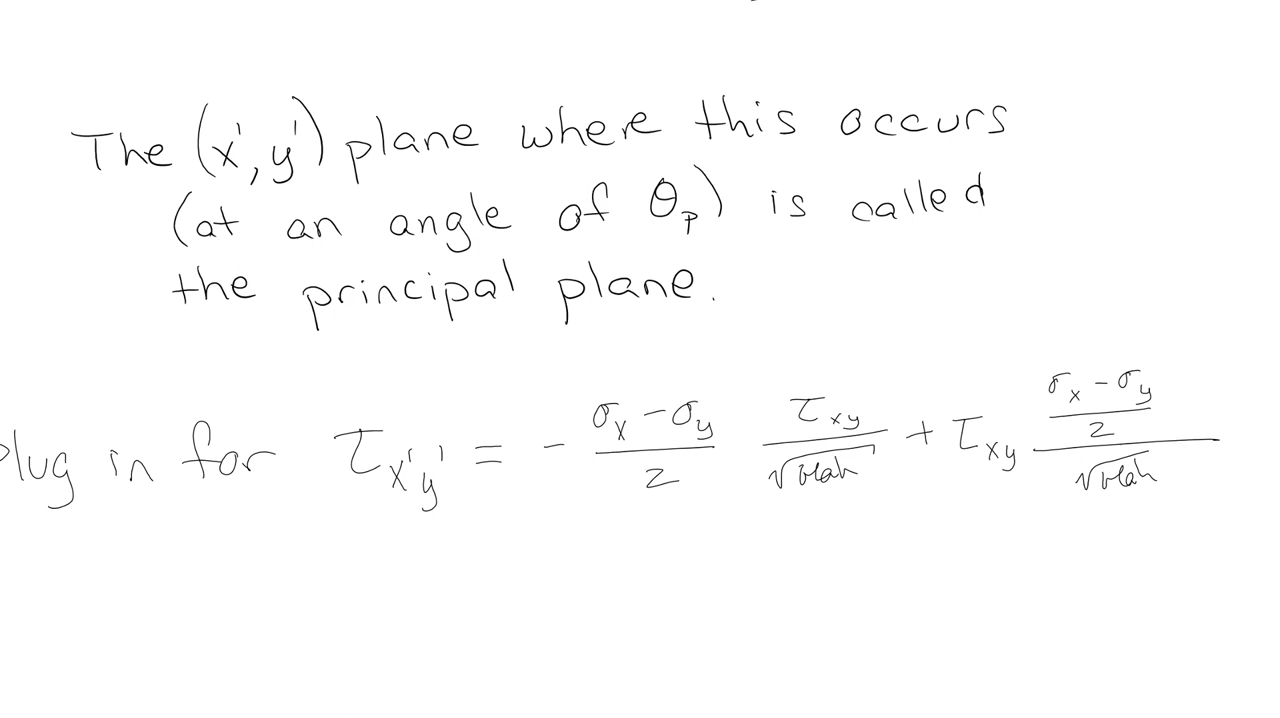 The (x', y') plane where this occurs
(at an angle of θp) is called
the principal plane.
plug in for τx'y' = - (σx - σy)/2 τxy/√blah + τxy ((σx - σy)/2)/√blah